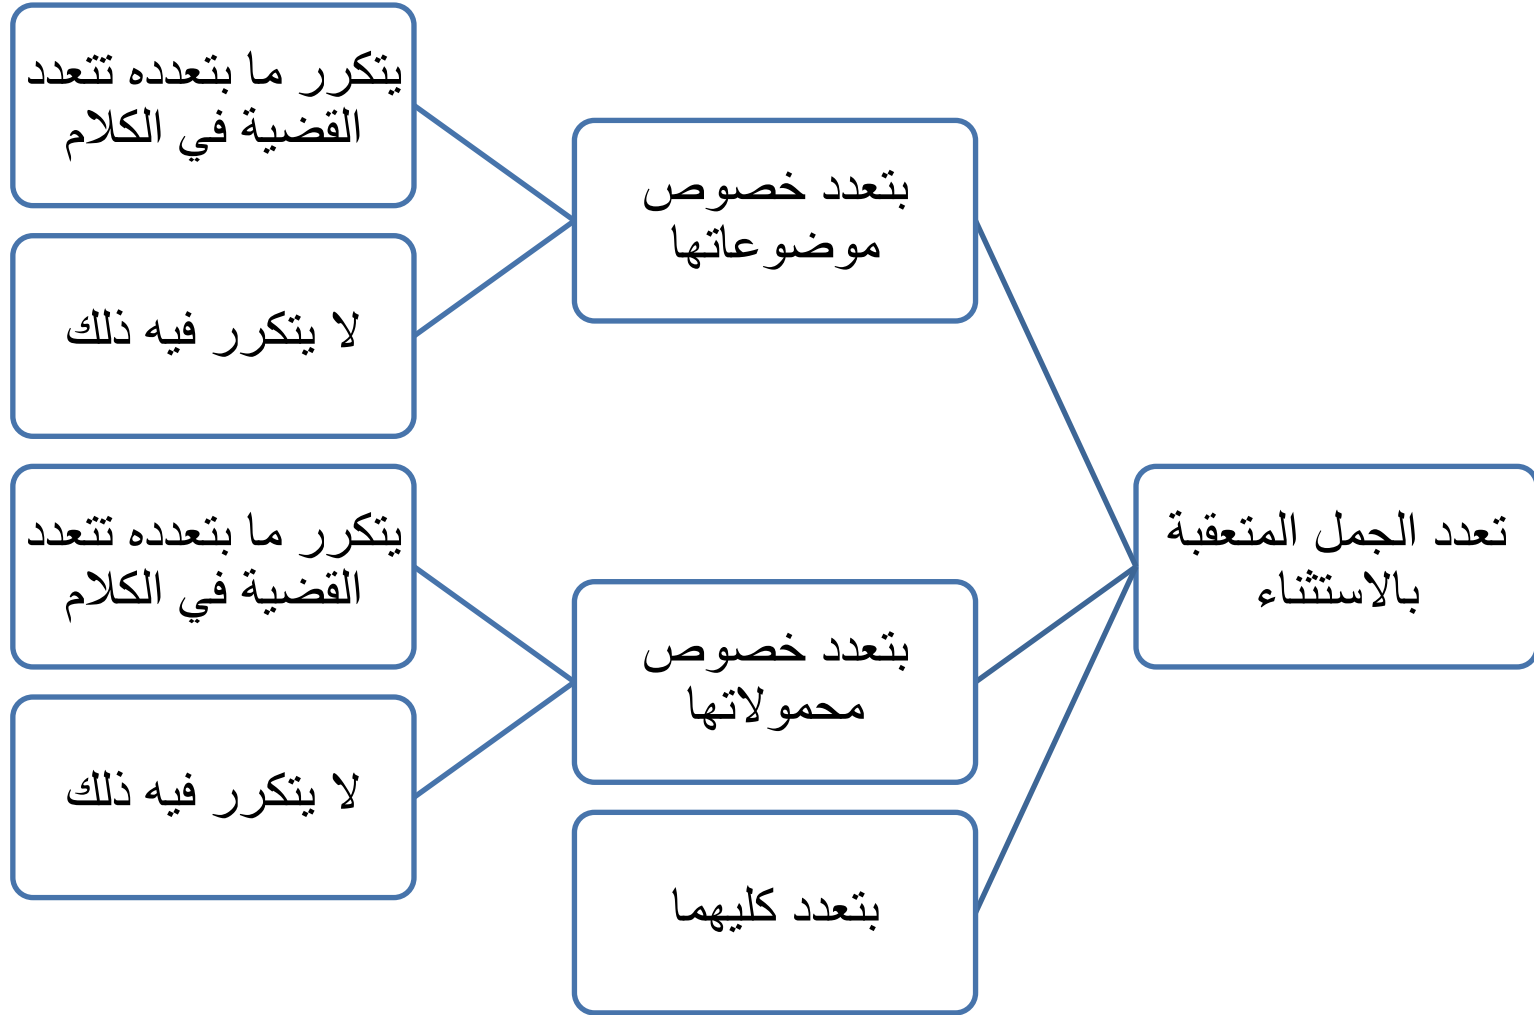 تعدد الجمل المتعقبة
بالاستثناء
بتعدد خصوص
موضوعاتها
يتكرر ما بتعدده تتعدد
القضية في الكلام
لا يتكرر فيه ذلك
بتعدد خصوص
محمولاتها
يتكرر ما بتعدده تتعدد
القضية في الكلام
لا يتكرر فيه ذلك
بتعدد كليهما